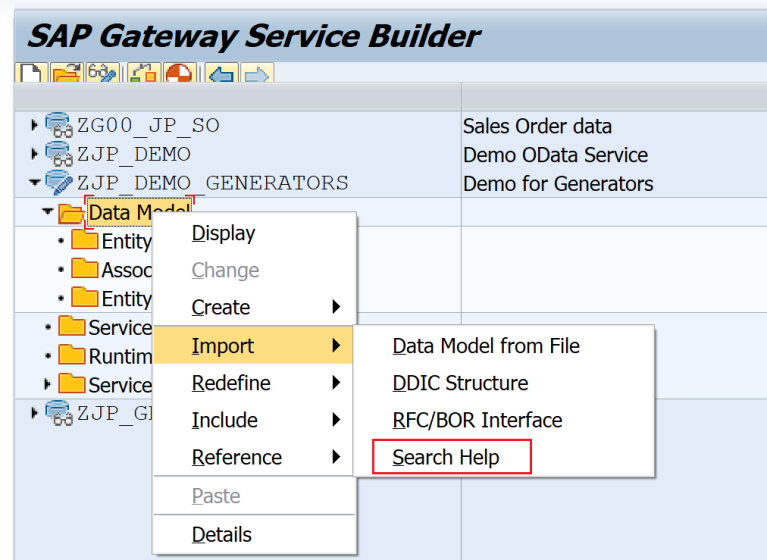 SAP Gateway Service Builder
ZG00_JP_SO Sales Order data
ZJP_DEMO Demo OData Service
ZJP_DEMO_GENERATORS Demo for Generators
Data Model
Entity
Assoc
Entity
Service
Runtim
Service
ZJP_GE
Display
Change
Create
Import
Redefine
Include
Reference
Paste
Details
Data Model from File
DDIC Structure
RFC/BOR Interface
Search Help